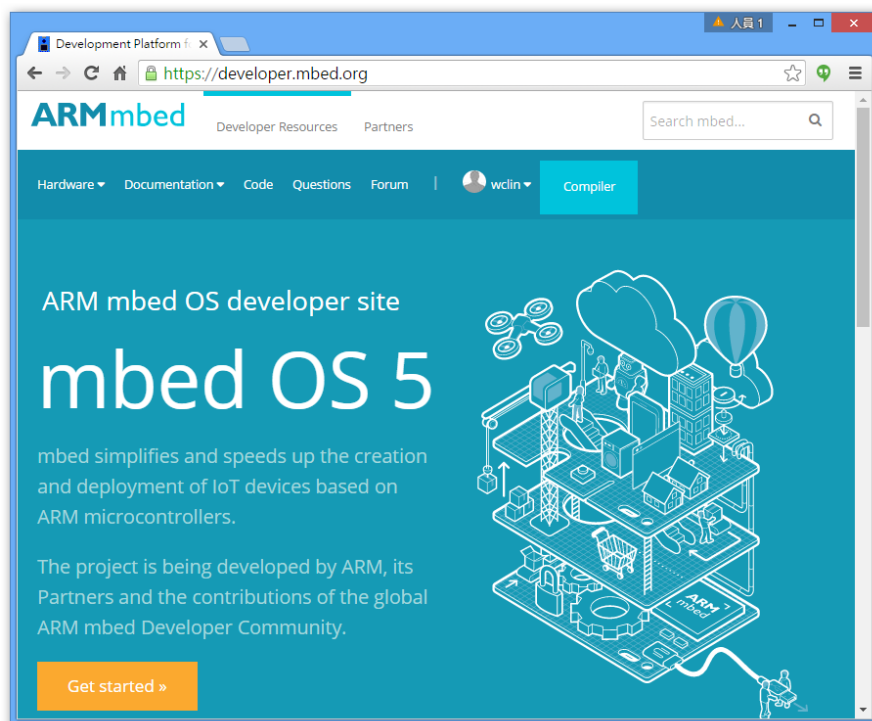 人員 1
Development Platform f
https://developer.mbed.org
ARMmbed
Developer Resources
Partners
Search mbed...
Hardware
Documentation
Code
Questions
Forum
|
wclin
Compiler
ARM mbed OS developer site
mbed OS 5
mbed simplifies and speeds up the creation
and deployment of IoT devices based on
ARM microcontrollers.
The project is being developed by ARM, its
Partners and the contributions of the global
ARM mbed Developer Community.
Get started »
ARM
mbed